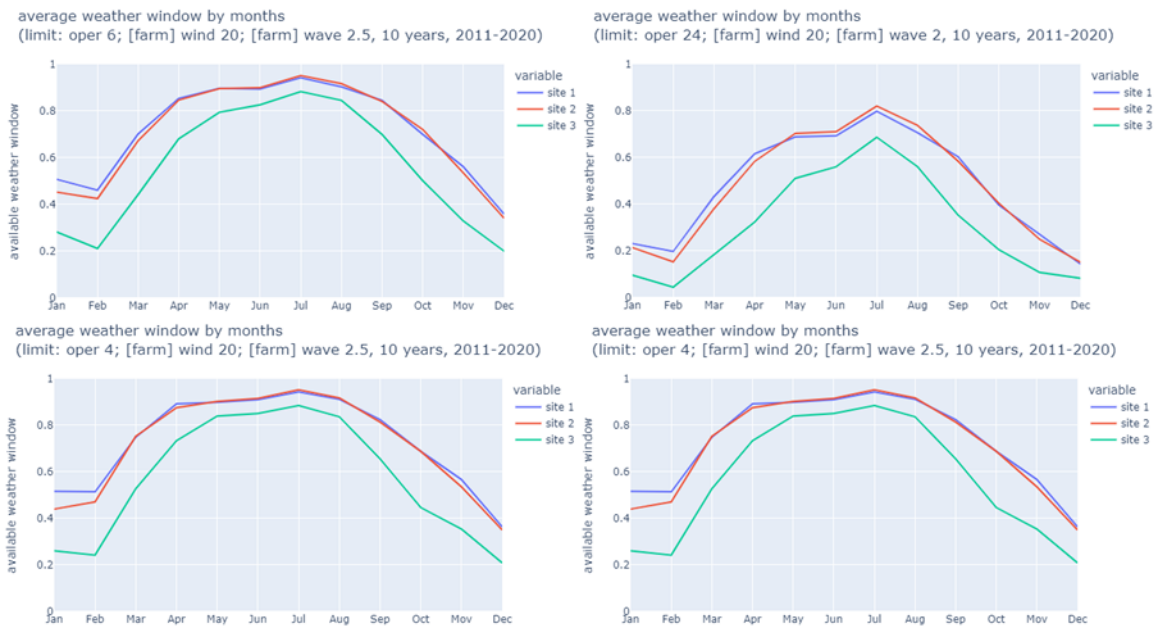 average weather window by months
(limit: oper 6; [farm] wind 20; [farm] wave 2.5, 10 years, 2011-2020)
available weather window
1
0.8
0.6
0.4
0.2
0
Jan Feb Mar Apr May Jun Jul Aug Sep Oct Nov Dec
variable
site 1
site 2
site 3
average weather window by months
(limit: oper 24; [farm] wind 20; [farm] wave 2, 10 years, 2011-2020)
available weather window
1
0.8
0.6
0.4
0.2
0
Jan Feb Mar Apr May Jun Jul Aug Sep Oct Nov Dec
variable
site 1
site 2
site 3
average weather window by months
(limit: oper 4; [farm] wind 20; [farm] wave 2.5, 10 years, 2011-2020)
available weather window
1
0.8
0.6
0.4
0.2
0
Jan Feb Mar Apr May Jun Jul Aug Sep Oct Nov Dec
variable
site 1
site 2
site 3
average weather window by months
(limit: oper 4; [farm] wind 20; [farm] wave 2.5, 10 years, 2011-2020)
available weather window
1
0.8
0.6
0.4
0.2
0
Jan Feb Mar Apr May Jun Jul Aug Sep Oct Nov Dec
variable
site 1
site 2
site 3